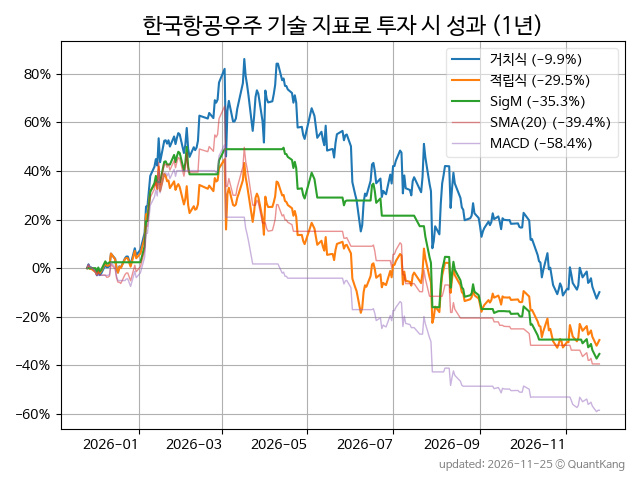 한국항공우주 기술 지표로 투자 시 성과 (1년)
거치식 (−9.9%)
적립식 (−29.5%)
SigM (−35.3%)
SMA(20) (−39.4%)
MACD (−58.4%)
80%
60%
40%
20%
0%
−20%
−40%
−60%
2026-01 2026-03 2026-05 2026-07 2026-09 2026-11
updated: 2026-11-25 © QuantKang